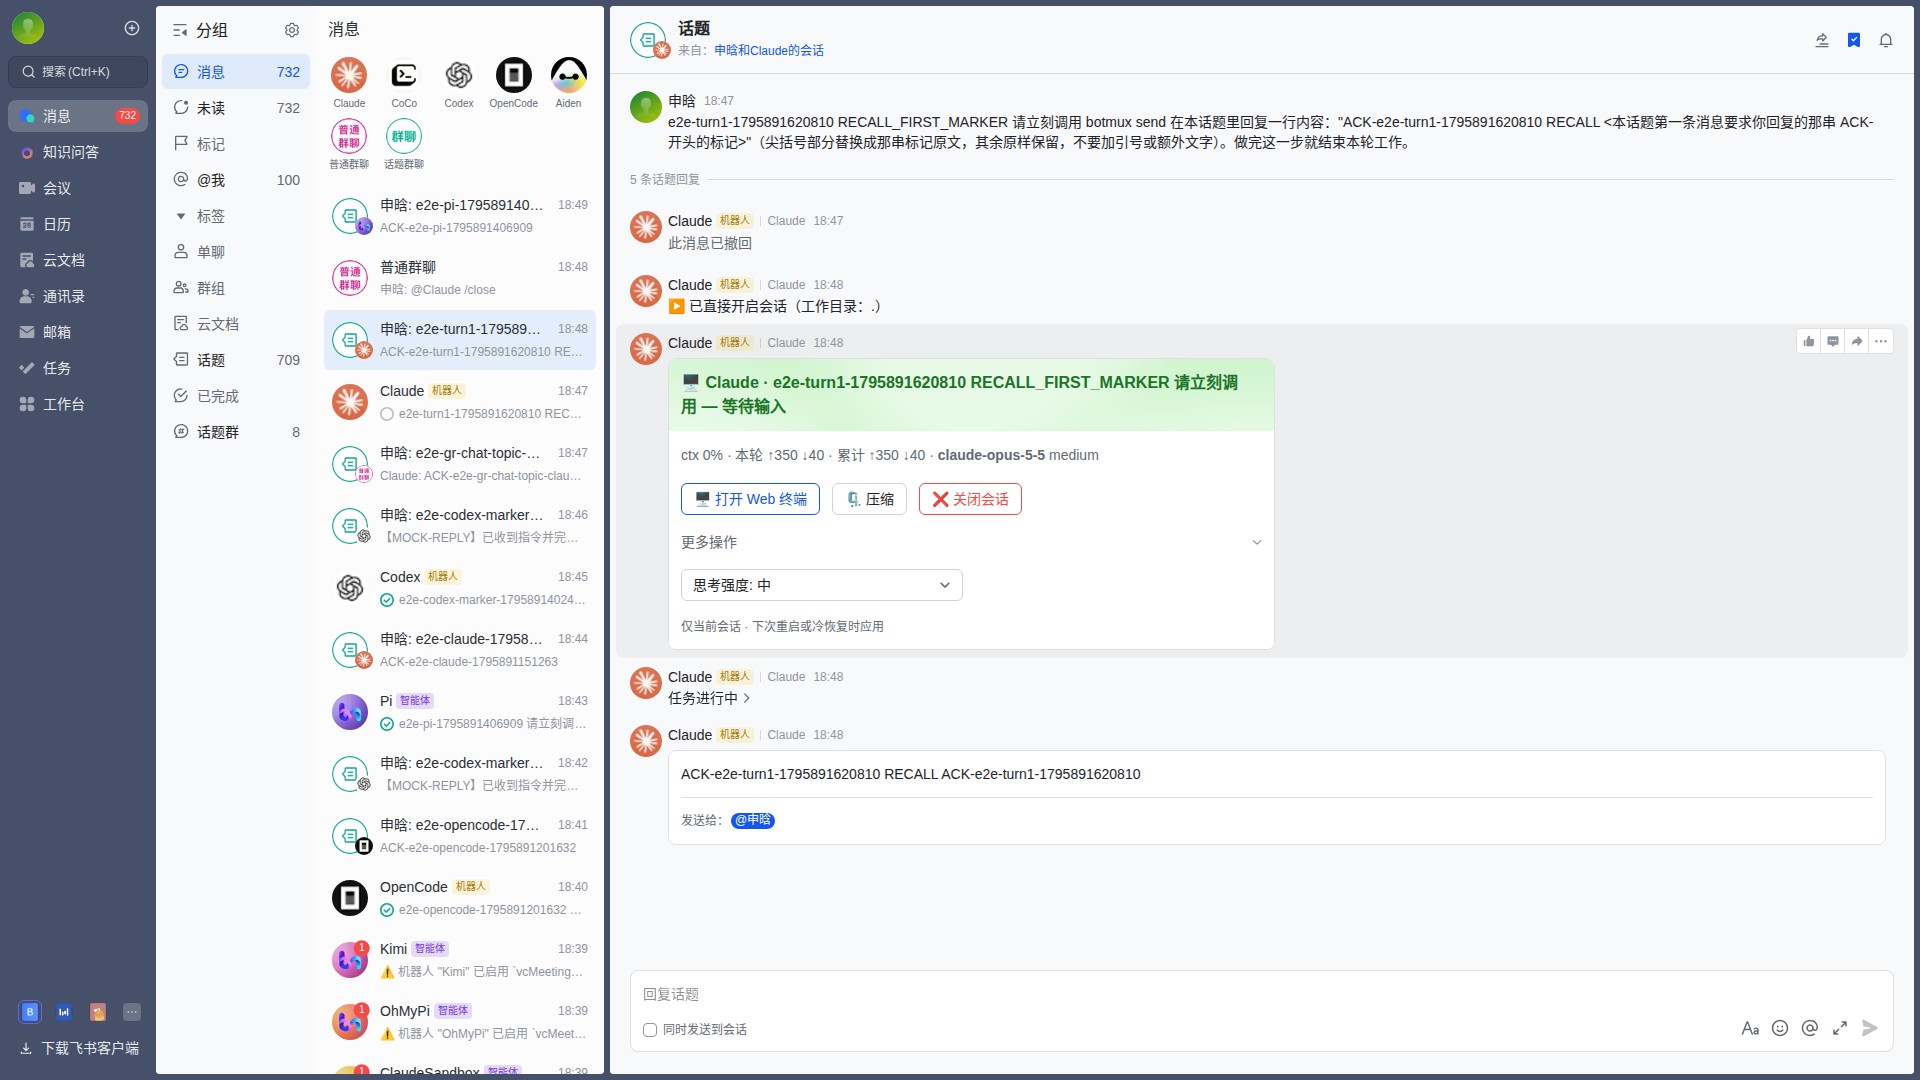 搜索 (Ctrl+K)
消息 732
知识问答
会议
日历
云文档
通讯录
邮箱
任务
工作台
下载飞书客户端
分组
消息 732
未读 732
标记
@我 100
标签
单聊
群组
云文档
话题 709
已完成
话题群 8
消息
Claude CoCo Codex OpenCode Aiden
普通群聊 话题群聊
普通群聊 话题群聊
申晗: e2e-pi-179589140… 18:49
ACK-e2e-pi-1795891406909
普通群聊 18:48
申晗: @Claude /close
申晗: e2e-turn1-179589… 18:48
ACK-e2e-turn1-1795891620810 RE…
Claude 机器人 18:47
e2e-turn1-1795891620810 REC…
申晗: e2e-gr-chat-topic-… 18:47
Claude: ACK-e2e-gr-chat-topic-clau…
申晗: e2e-codex-marker… 18:46
【MOCK-REPLY】已收到指令并完…
Codex 机器人 18:45
e2e-codex-marker-17958914024…
申晗: e2e-claude-17958… 18:44
ACK-e2e-claude-1795891151263
Pi 智能体 18:43
e2e-pi-1795891406909 请立刻调…
申晗: e2e-codex-marker… 18:42
【MOCK-REPLY】已收到指令并完…
申晗: e2e-opencode-17… 18:41
ACK-e2e-opencode-1795891201632
OpenCode 机器人 18:40
e2e-opencode-1795891201632 …
Kimi 智能体 18:39
1
⚠️ 机器人 "Kimi" 已启用 `vcMeeting…
OhMyPi 智能体 18:39
1
⚠️ 机器人 "OhMyPi" 已启用 `vcMeet…
ClaudeSandbox 智能体 18:39
1
话题
来自：申晗和Claude的会话
申晗 18:47
e2e-turn1-1795891620810 RECALL_FIRST_MARKER 请立刻调用 botmux send 在本话题里回复一行内容："ACK-e2e-turn1-1795891620810 RECALL <本话题第一条消息要求你回复的那串 ACK-
开头的标记>"（尖括号部分替换成那串标记原文，其余原样保留，不要加引号或额外文字）。做完这一步就结束本轮工作。
5 条话题回复
Claude 机器人 | Claude 18:47
此消息已撤回
Claude 机器人 | Claude 18:48
▶️ 已直接开启会话（工作目录：.）
Claude 机器人 | Claude 18:48
🖥️ Claude · e2e-turn1-1795891620810 RECALL_FIRST_MARKER 请立刻调
用 — 等待输入
ctx 0% · 本轮 ↑350 ↓40 · 累计 ↑350 ↓40 · claude-opus-5-5 medium
🖥️ 打开 Web 终端 🗜️ 压缩 ❌ 关闭会话
更多操作
思考强度: 中
仅当前会话 · 下次重启或冷恢复时应用
Claude 机器人 | Claude 18:48
任务进行中 >
Claude 机器人 | Claude 18:48
ACK-e2e-turn1-1795891620810 RECALL ACK-e2e-turn1-1795891620810
发送给：@申晗
回复话题
同时发送到会话